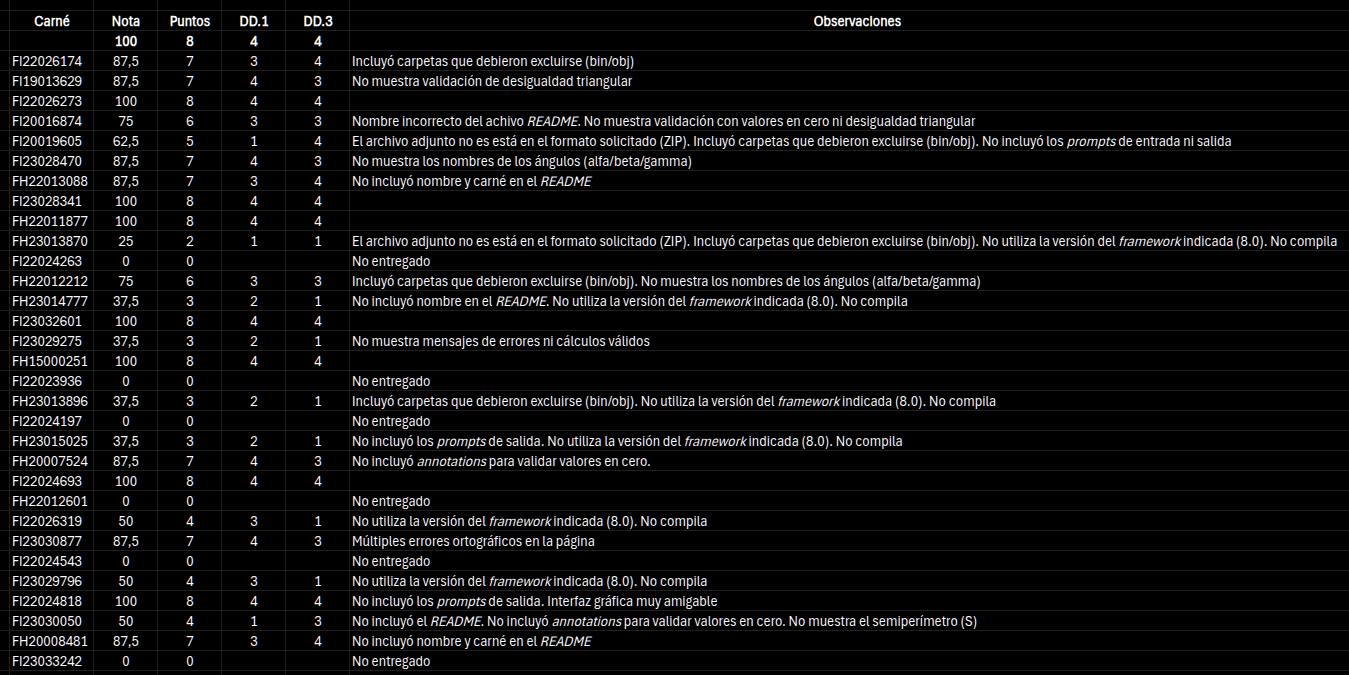 Carné Nota Puntos DD.1 DD.3 Observaciones
100 8 4 4
FI22026174 87,5 7 3 4 Incluyó carpetas que debieron excluirse (bin/obj)
FI19013629 87,5 7 4 3 No muestra validación de desigualdad triangular
FI22026273 100 8 4 4
FI20016874 75 6 3 3 Nombre incorrecto del achivo README. No muestra validación con valores en cero ni desigualdad triangular
FI20019605 62,5 5 1 4 El archivo adjunto no es está en el formato solicitado (ZIP). Incluyó carpetas que debieron excluirse (bin/obj). No incluyó los prompts de entrada ni salida
FI23028470 87,5 7 4 3 No muestra los nombres de los ángulos (alfa/beta/gamma)
FH22013088 87,5 7 3 4 No incluyó nombre y carné en el README
FI23028341 100 8 4 4
FH22011877 100 8 4 4
FH23013870 25 2 1 1 El archivo adjunto no es está en el formato solicitado (ZIP). Incluyó carpetas que debieron excluirse (bin/obj). No utiliza la versión del framework indicada (8.0). No compila
FI22024263 0 0 No entregado
FH22012212 75 6 3 3 Incluyó carpetas que debieron excluirse (bin/obj). No muestra los nombres de los ángulos (alfa/beta/gamma)
FH23014777 37,5 3 2 1 No incluyó nombre en el README. No utiliza la versión del framework indicada (8.0). No compila
FI23032601 100 8 4 4
FI23029275 37,5 3 2 1 No muestra mensajes de errores ni cálculos válidos
FH15000251 100 8 4 4
FI22023936 0 0 No entregado
FH23013896 37,5 3 2 1 Incluyó carpetas que debieron excluirse (bin/obj). No utiliza la versión del framework indicada (8.0). No compila
FI22024197 0 0 No entregado
FH23015025 37,5 3 2 1 No incluyó los prompts de salida. No utiliza la versión del framework indicada (8.0). No compila
FH20007524 87,5 7 4 3 No incluyó annotations para validar valores en cero.
FI22024693 100 8 4 4
FH22012601 0 0 No entregado
FI22026319 50 4 3 1 No utiliza la versión del framework indicada (8.0). No compila
FI23030877 87,5 7 4 3 Múltiples errores ortográficos en la página
FI22024543 0 0 No entregado
FI23029796 50 4 3 1 No utiliza la versión del framework indicada (8.0). No compila
FI22024818 100 8 4 4 No incluyó los prompts de salida. Interfaz gráfica muy amigable
FI23030050 50 4 1 3 No incluyó el README. No incluyó annotations para validar valores en cero. No muestra el semiperímetro (S)
FH20008481 87,5 7 3 4 No incluyó nombre y carné en el README
FI23033242 0 0 No entregado